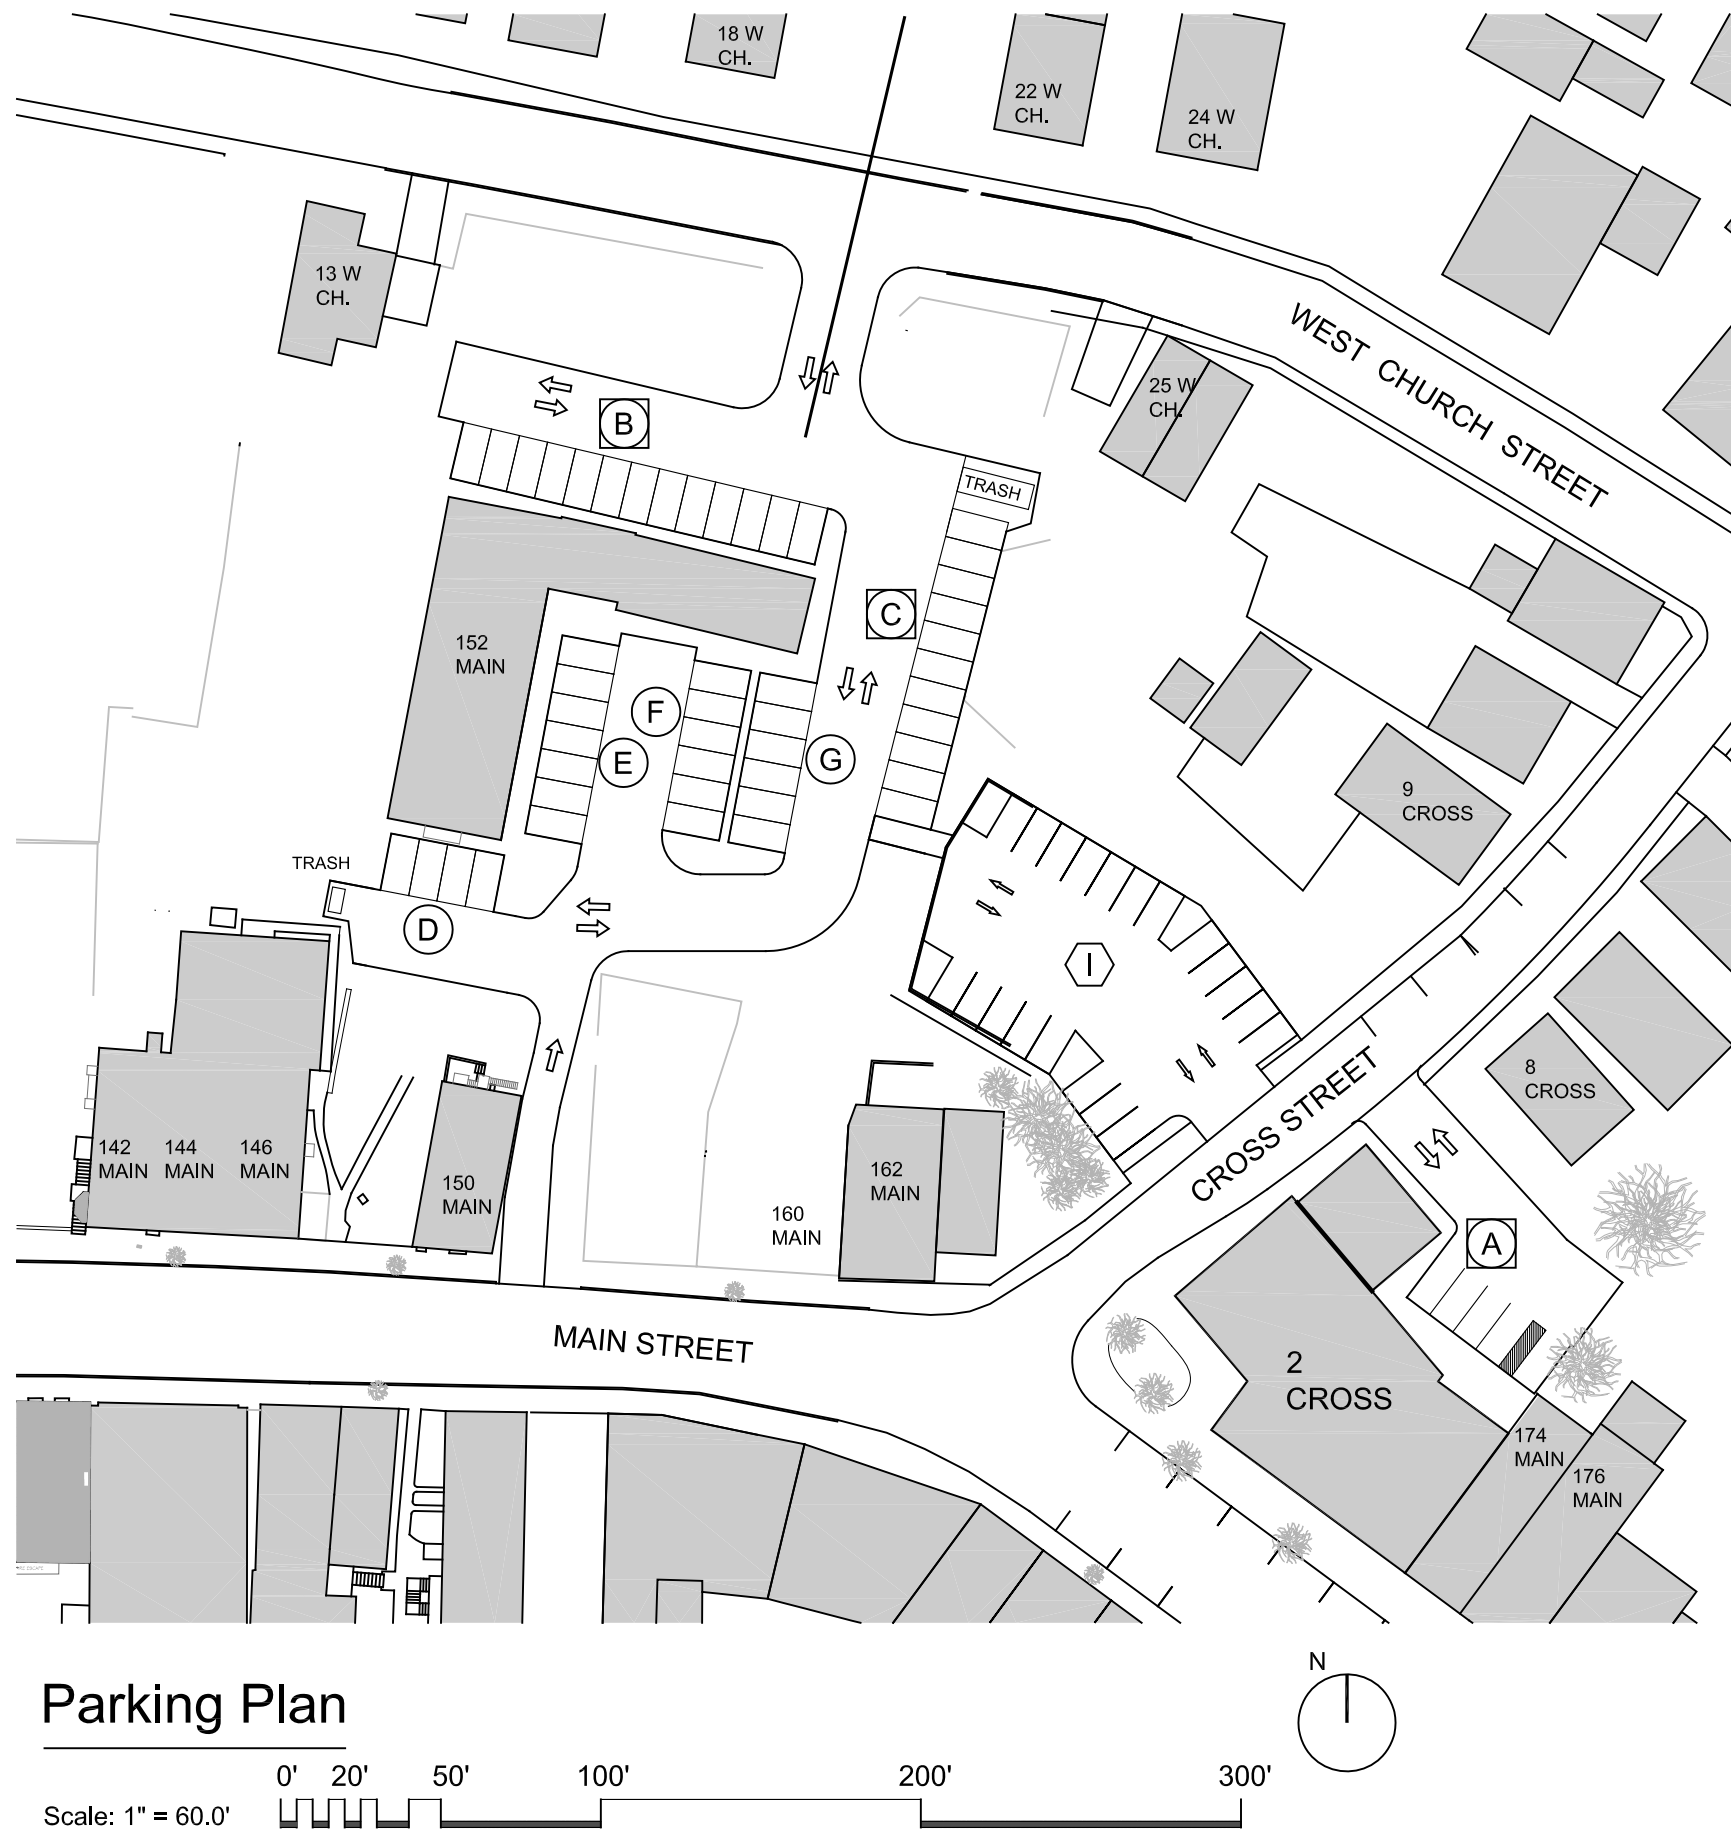 18 W
CH.
22 W
CH.
24 W
CH.
13 W
CH.
WEST CHURCH STREET
25 W
CH.
B
TRASH
C
152
MAIN
F
E
G
9
CROSS
TRASH
D
I
8
CROSS
CROSS STREET
142
MAIN
144
MAIN
146
MAIN
150
MAIN
162
MAIN
160
MAIN
A
MAIN STREET
2
CROSS
174
MAIN
176
MAIN
N
Parking Plan
0' 20' 50' 100' 200' 300'
Scale: 1" = 60.0'